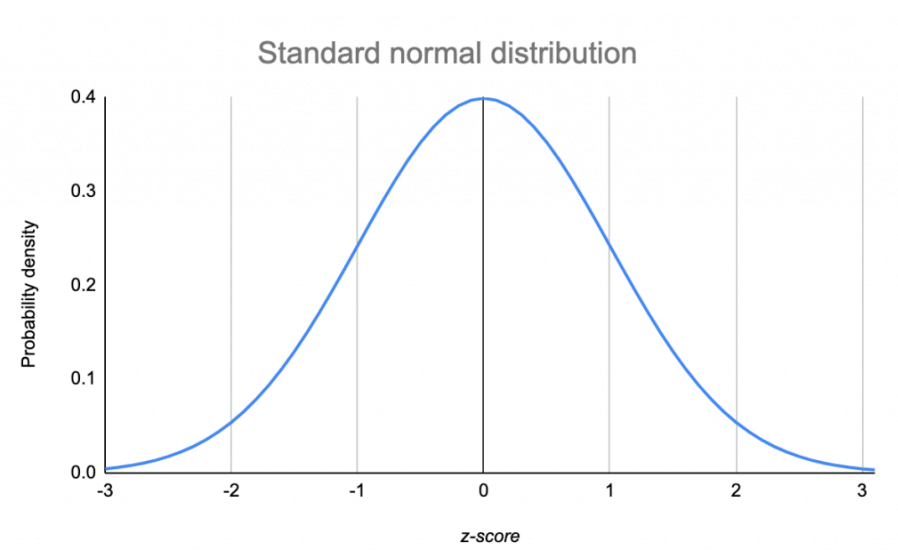 Standard normal distribution
0.4
0.3
0.2
0.1
0.0
Probability density
-3 -2 -1 0 1 2 3
z-score